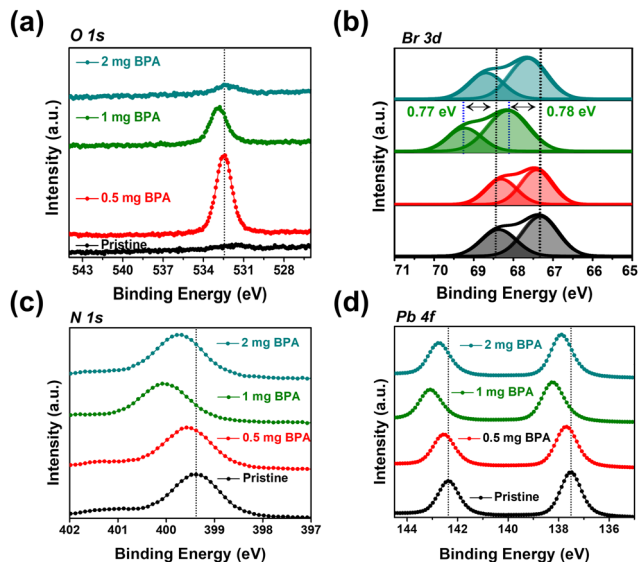 (a)
O 1s
2 mg BPA
1 mg BPA
0.5 mg BPA
Pristine
Intensity (a.u.)
543 540 537 534 531 528 526
Binding Energy (eV)
(b)
Br 3d
0.77 eV
0.78 eV
Intensity (a.u.)
71 70 69 68 67 66 65
Binding Energy (eV)
(c)
N 1s
2 mg BPA
1 mg BPA
0.5 mg BPA
Pristine
Intensity (a.u.)
402 401 400 399 398 397
Binding Energy (eV)
(d)
Pb 4f
2 mg BPA
1 mg BPA
0.5 mg BPA
Pristine
Intensity (a.u.)
144 142 140 138 136
Binding Energy (eV)